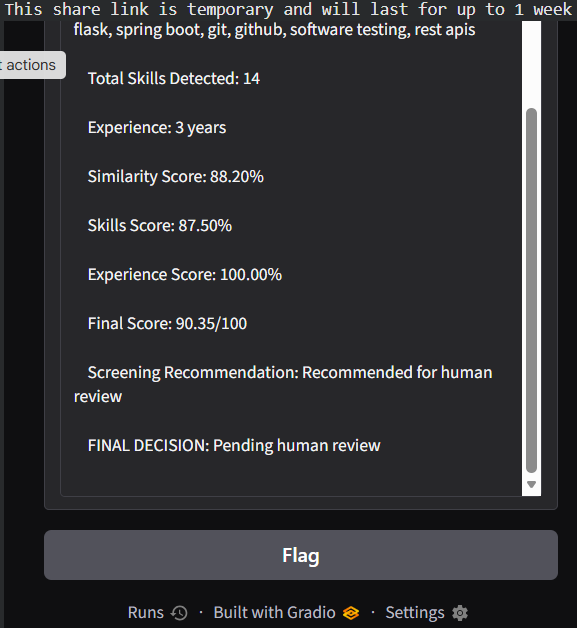 This share link is temporary and will last for up to 1 week
flask, spring boot, git, github, software testing, rest apis
t actions
Total Skills Detected: 14
Experience: 3 years
Similarity Score: 88.20%
Skills Score: 87.50%
Experience Score: 100.00%
Final Score: 90.35/100
Screening Recommendation: Recommended for human
review
FINAL DECISION: Pending human review
Flag
Runs · Built with Gradio · Settings